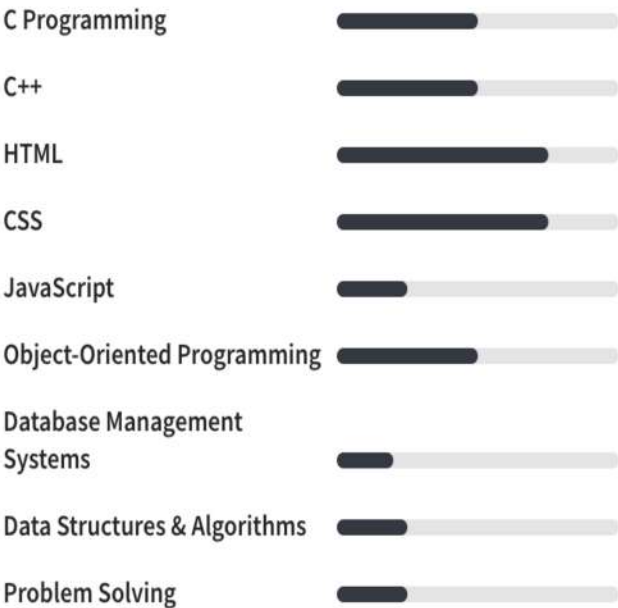 C Programming
C++
HTML
CSS
JavaScript
Object-Oriented Programming
Database Management
Systems
Data Structures & Algorithms
Problem Solving